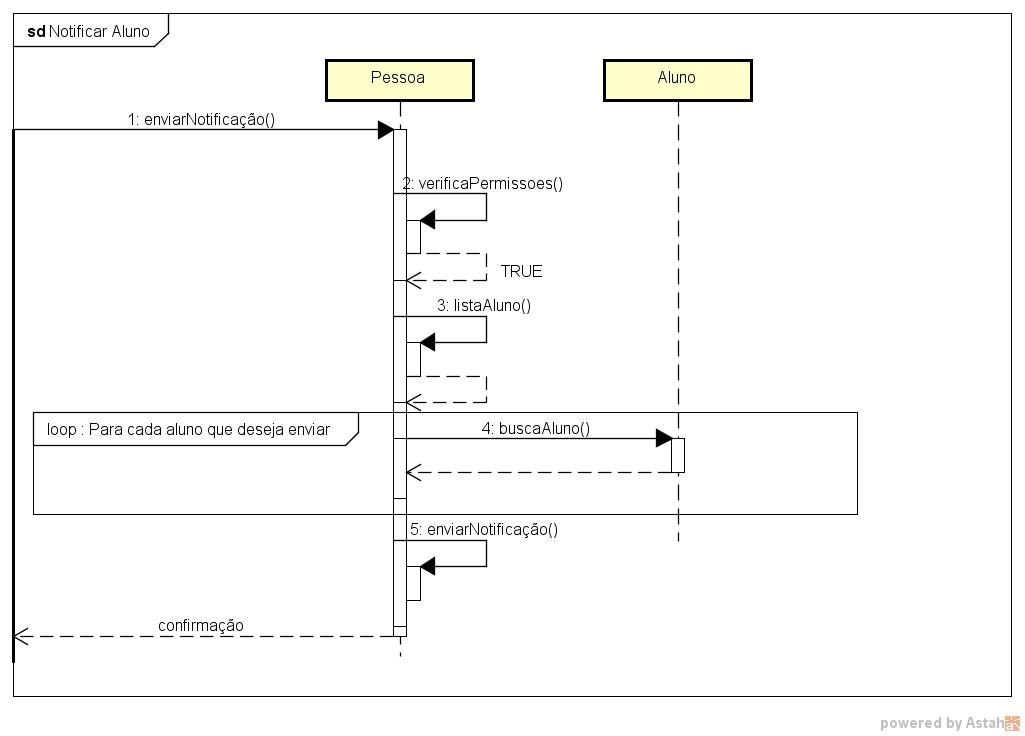 sd Notificar Aluno
Pessoa
Aluno
1: enviarNotificação()
2: verificaPermissoes()
TRUE
3: listaAluno()
loop : Para cada aluno que deseja enviar
4: buscaAluno()
5: enviarNotificação()
confirmação
powered by Astah